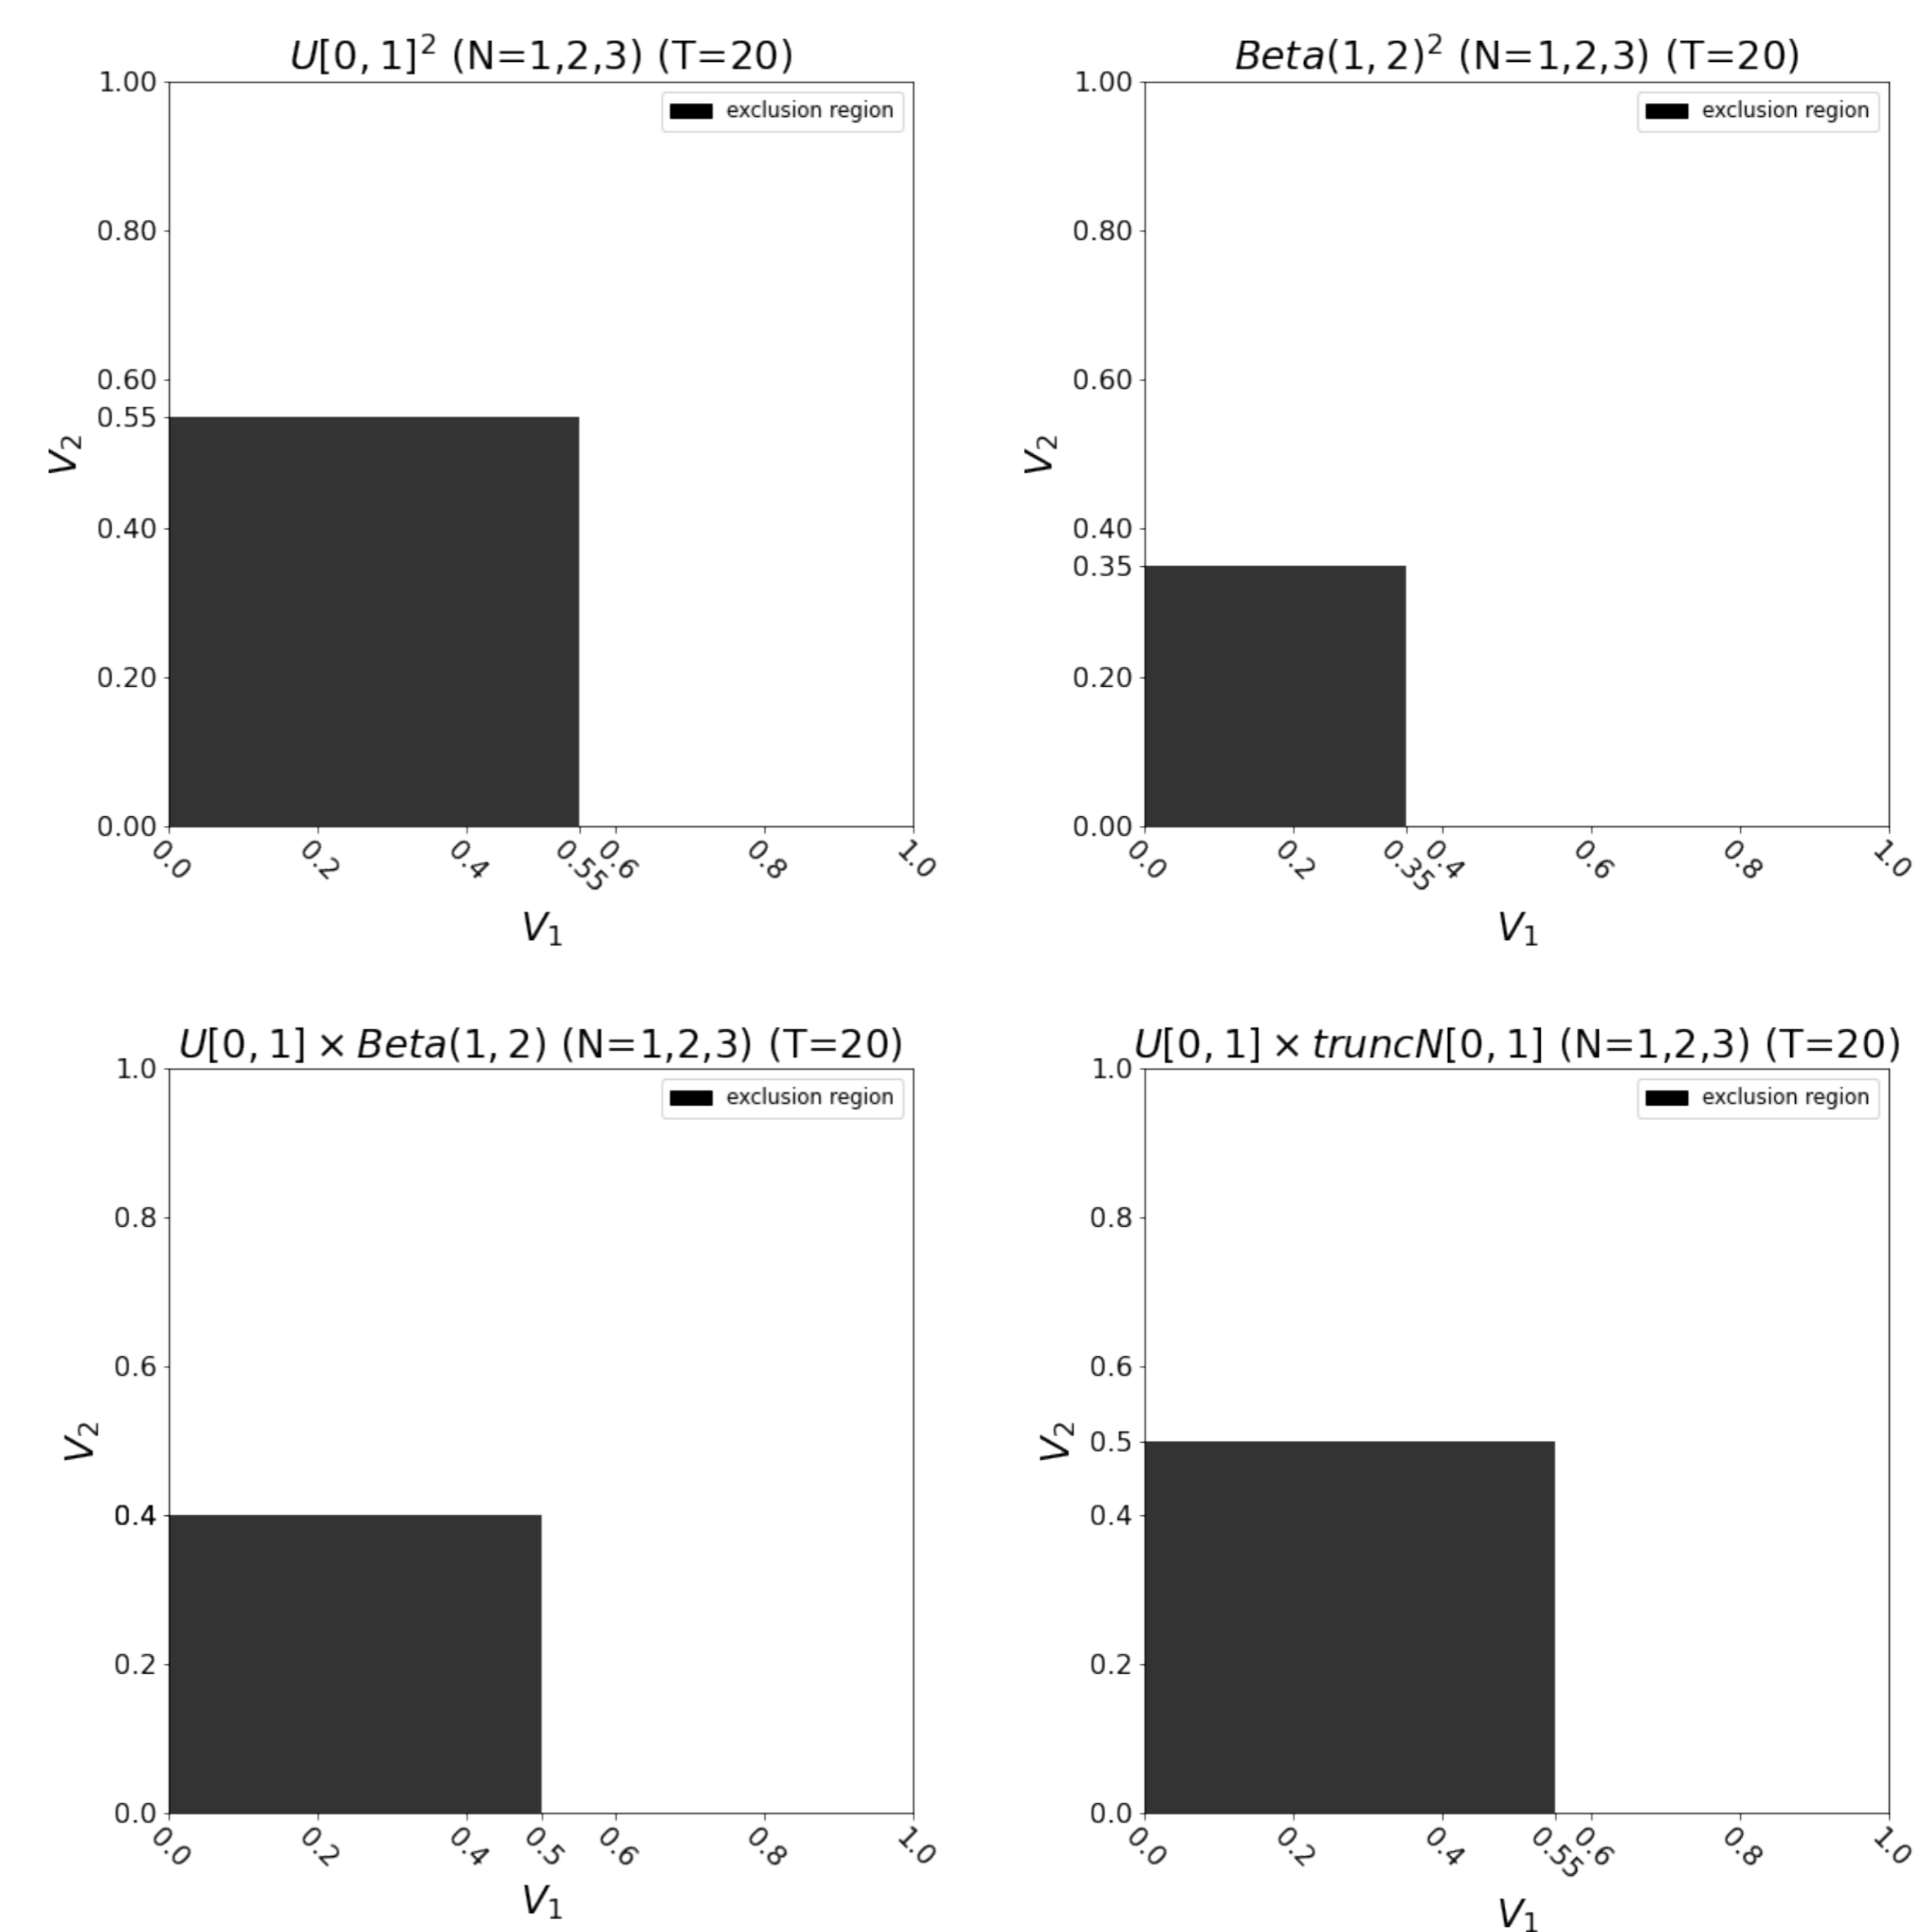 U[0, 1]² (N=1,2,3) (T=20)
1.00
0.80
0.60
0.55
0.40
0.20
0.00
V₂
exclusion region
0.0 0.2 0.4 0.55 0.6 0.8 1.0
V₁
Beta(1, 2)² (N=1,2,3) (T=20)
1.00
0.80
0.60
0.40
0.35
0.20
0.00
V₂
exclusion region
0.0 0.2 0.35 0.4 0.6 0.8 1.0
V₁
U[0, 1] × Beta(1, 2) (N=1,2,3) (T=20)
1.0
0.8
0.6
0.4
0.2
0.0
V₂
exclusion region
0.0 0.2 0.4 0.5 0.6 0.8 1.0
V₁
U[0, 1] × truncN[0, 1] (N=1,2,3) (T=20)
1.0
0.8
0.6
0.5
0.4
0.2
0.0
V₂
exclusion region
0.0 0.2 0.4 0.55 0.6 0.8 1.0
V₁